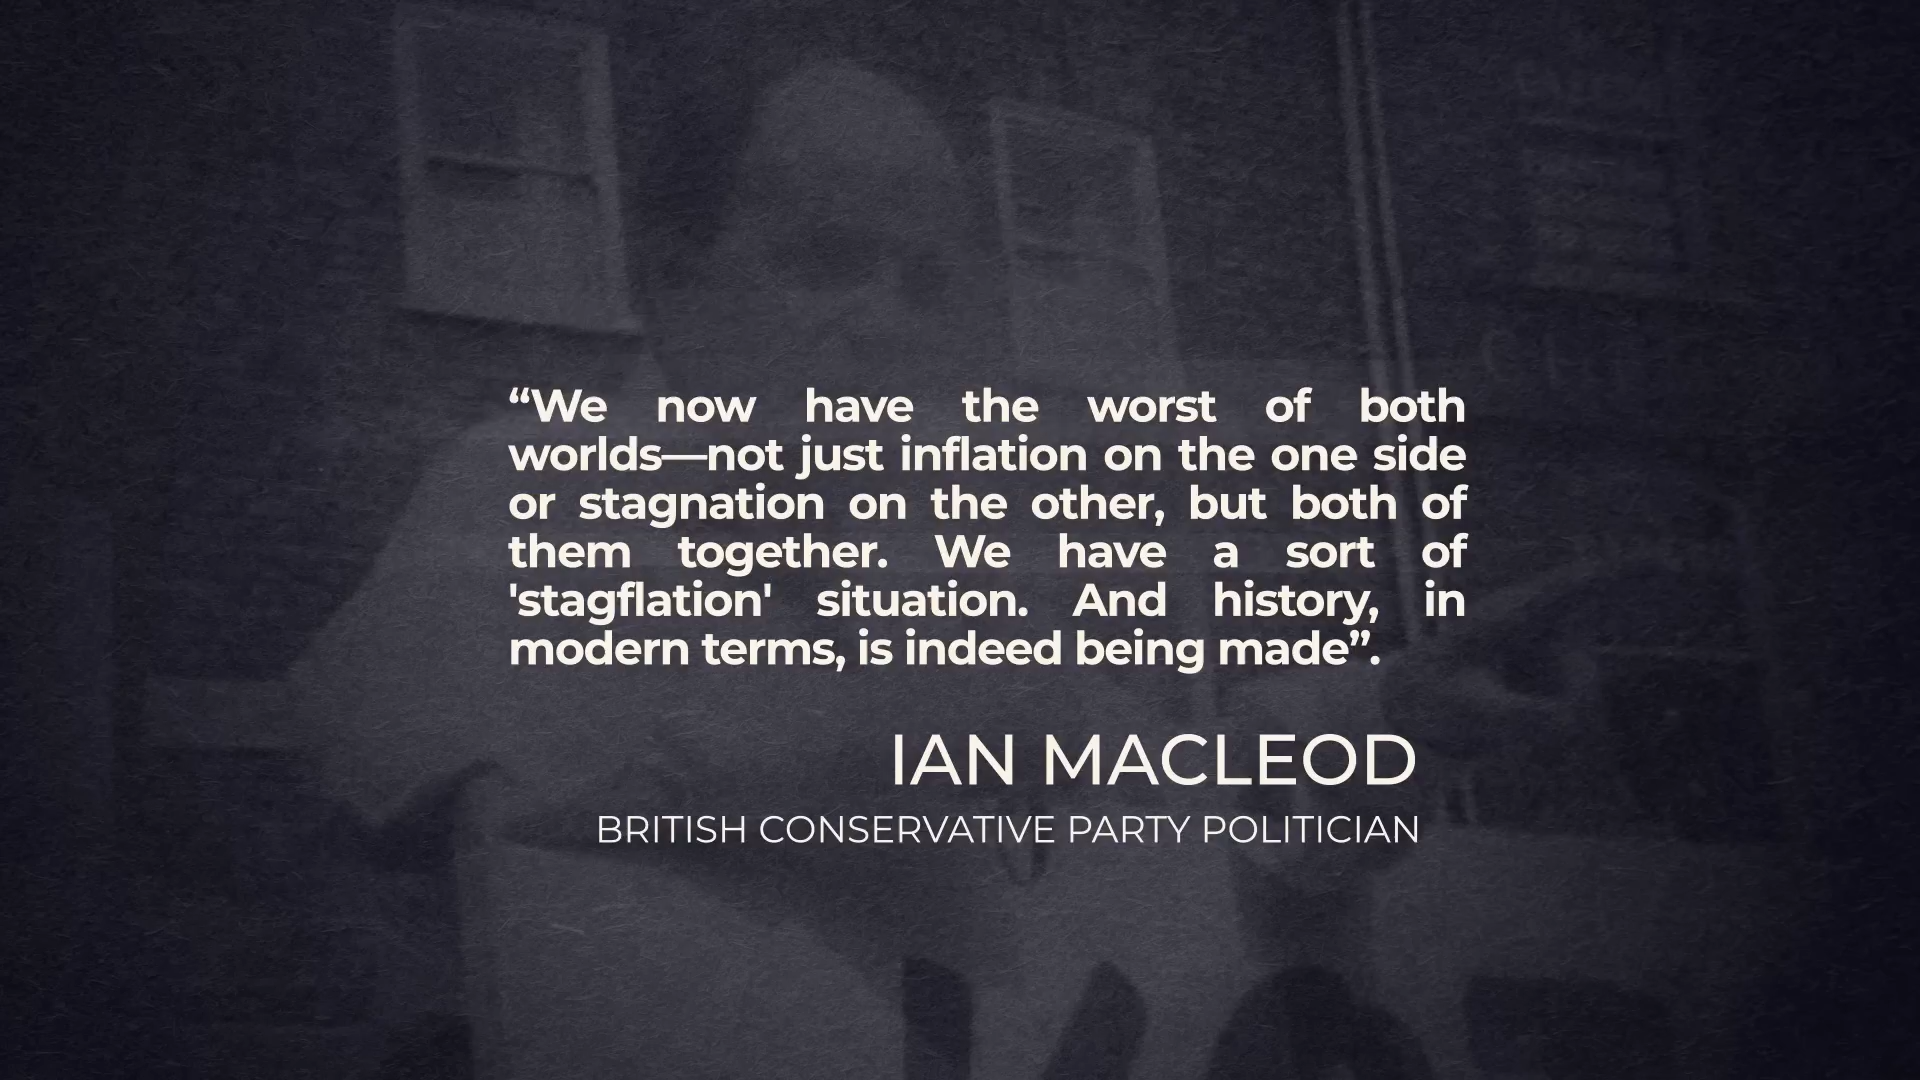 “We now have the worst of both
worlds—not just inflation on the one side
or stagnation on the other, but both of
them together. We have a sort of
'stagflation' situation. And history, in
modern terms, is indeed being made”.
IAN MACLEOD
BRITISH CONSERVATIVE PARTY POLITICIAN